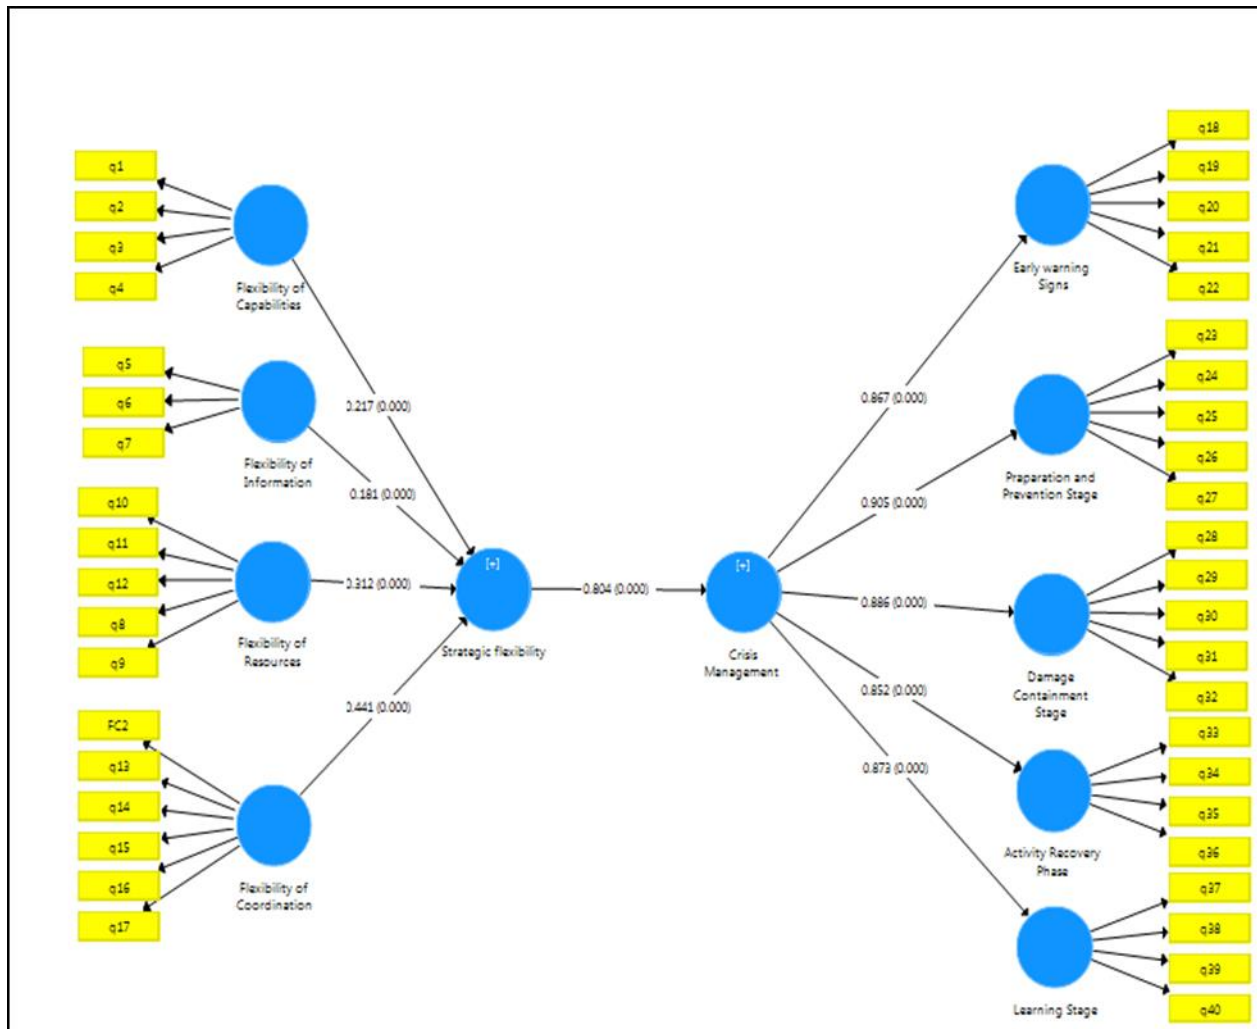 q1
q2
q3
q4
Flexibility of
Capabilities
q5
q6
q7
Flexibility of
Information
q10
q11
q12
q8
q9
Flexibility of
Resources
FC2
q13
q14
q15
q16
q17
Flexibility of
Coordination
0.217 (0.000)
0.181 (0.000)
0.312 (0.000)
0.441 (0.000)
[+]
Strategic flexibility
0.804 (0.000)
[+]
Crisis
Management
0.867 (0.000)
0.905 (0.000)
0.886 (0.000)
0.852 (0.000)
0.873 (0.000)
Early warning
Signs
q18
q19
q20
q21
q22
Praparation and
Prevention Stage
q23
q24
q25
q26
q27
Damage
Containment
Stage
q28
q29
q30
q31
q32
Activity Recovery
Phase
q33
q34
q35
q36
Learning Stage
q37
q38
q39
q40